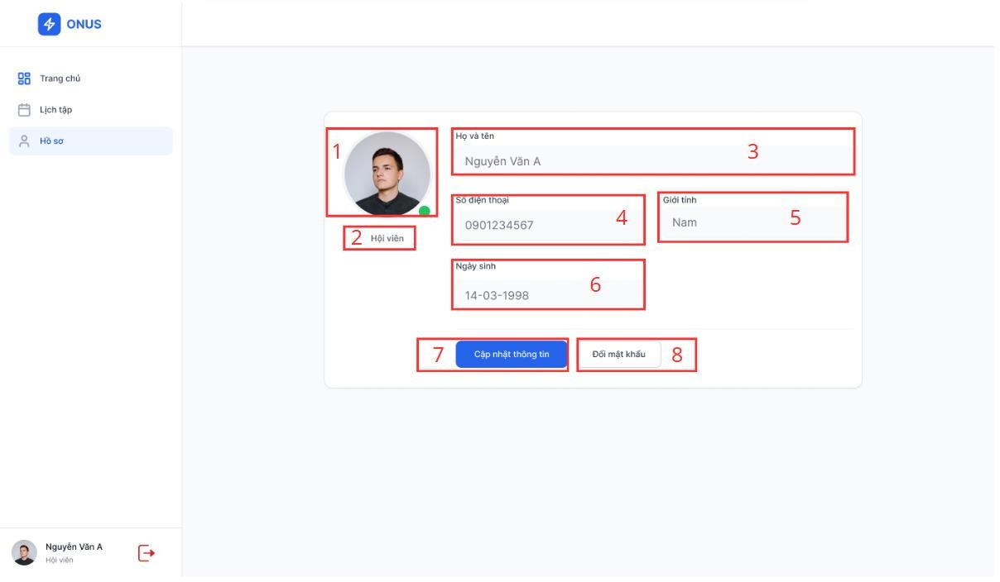 ONUS
Trang chủ
Lịch tập
Hồ sơ
1
2 Hội viên
Họ và tên
Nguyễn Văn A 3
Số điện thoại
0901234567 4
Giới tính
Nam 5
Ngày sinh
14-03-1998 6
7 Cập nhật thông tin
Đổi mật khẩu 8
Nguyễn Văn A
Hội viên